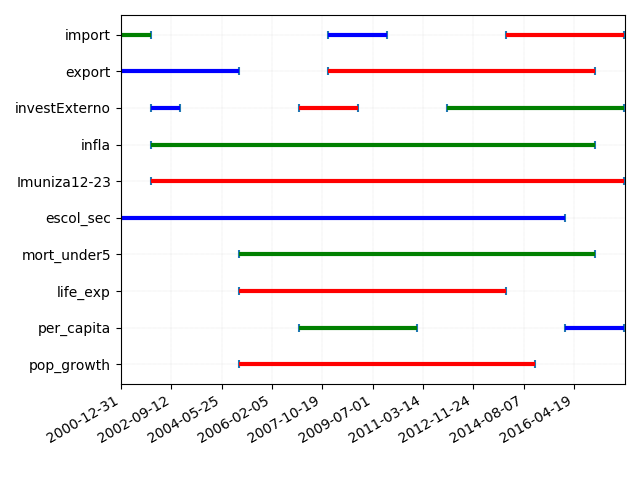 import
export
investExterno
infla
Imuniza12-23
escol_sec
mort_under5
life_exp
per_capita
pop_growth
2000-12-31
2002-09-12
2004-05-25
2006-02-05
2007-10-19
2009-07-01
2011-03-14
2012-11-24
2014-08-07
2016-04-19